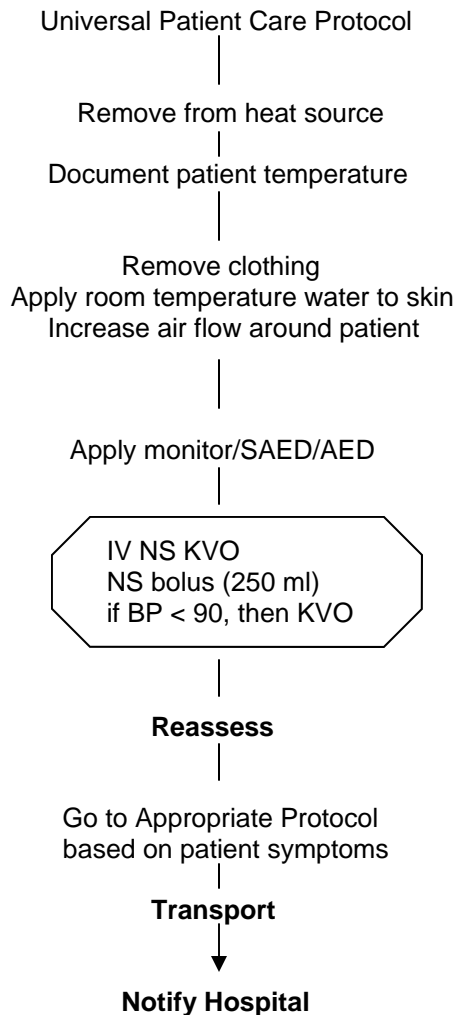 Universal Patient Care Protocol
Remove from heat source
Document patient temperature
Remove clothing
Apply room temperature water to skin
Increase air flow around patient
Apply monitor/SAED/AED
IV NS KVO
NS bolus (250 ml)
if BP < 90, then KVO
Reassess
Go to Appropriate Protocol
based on patient symptoms
Transport
Notify Hospital